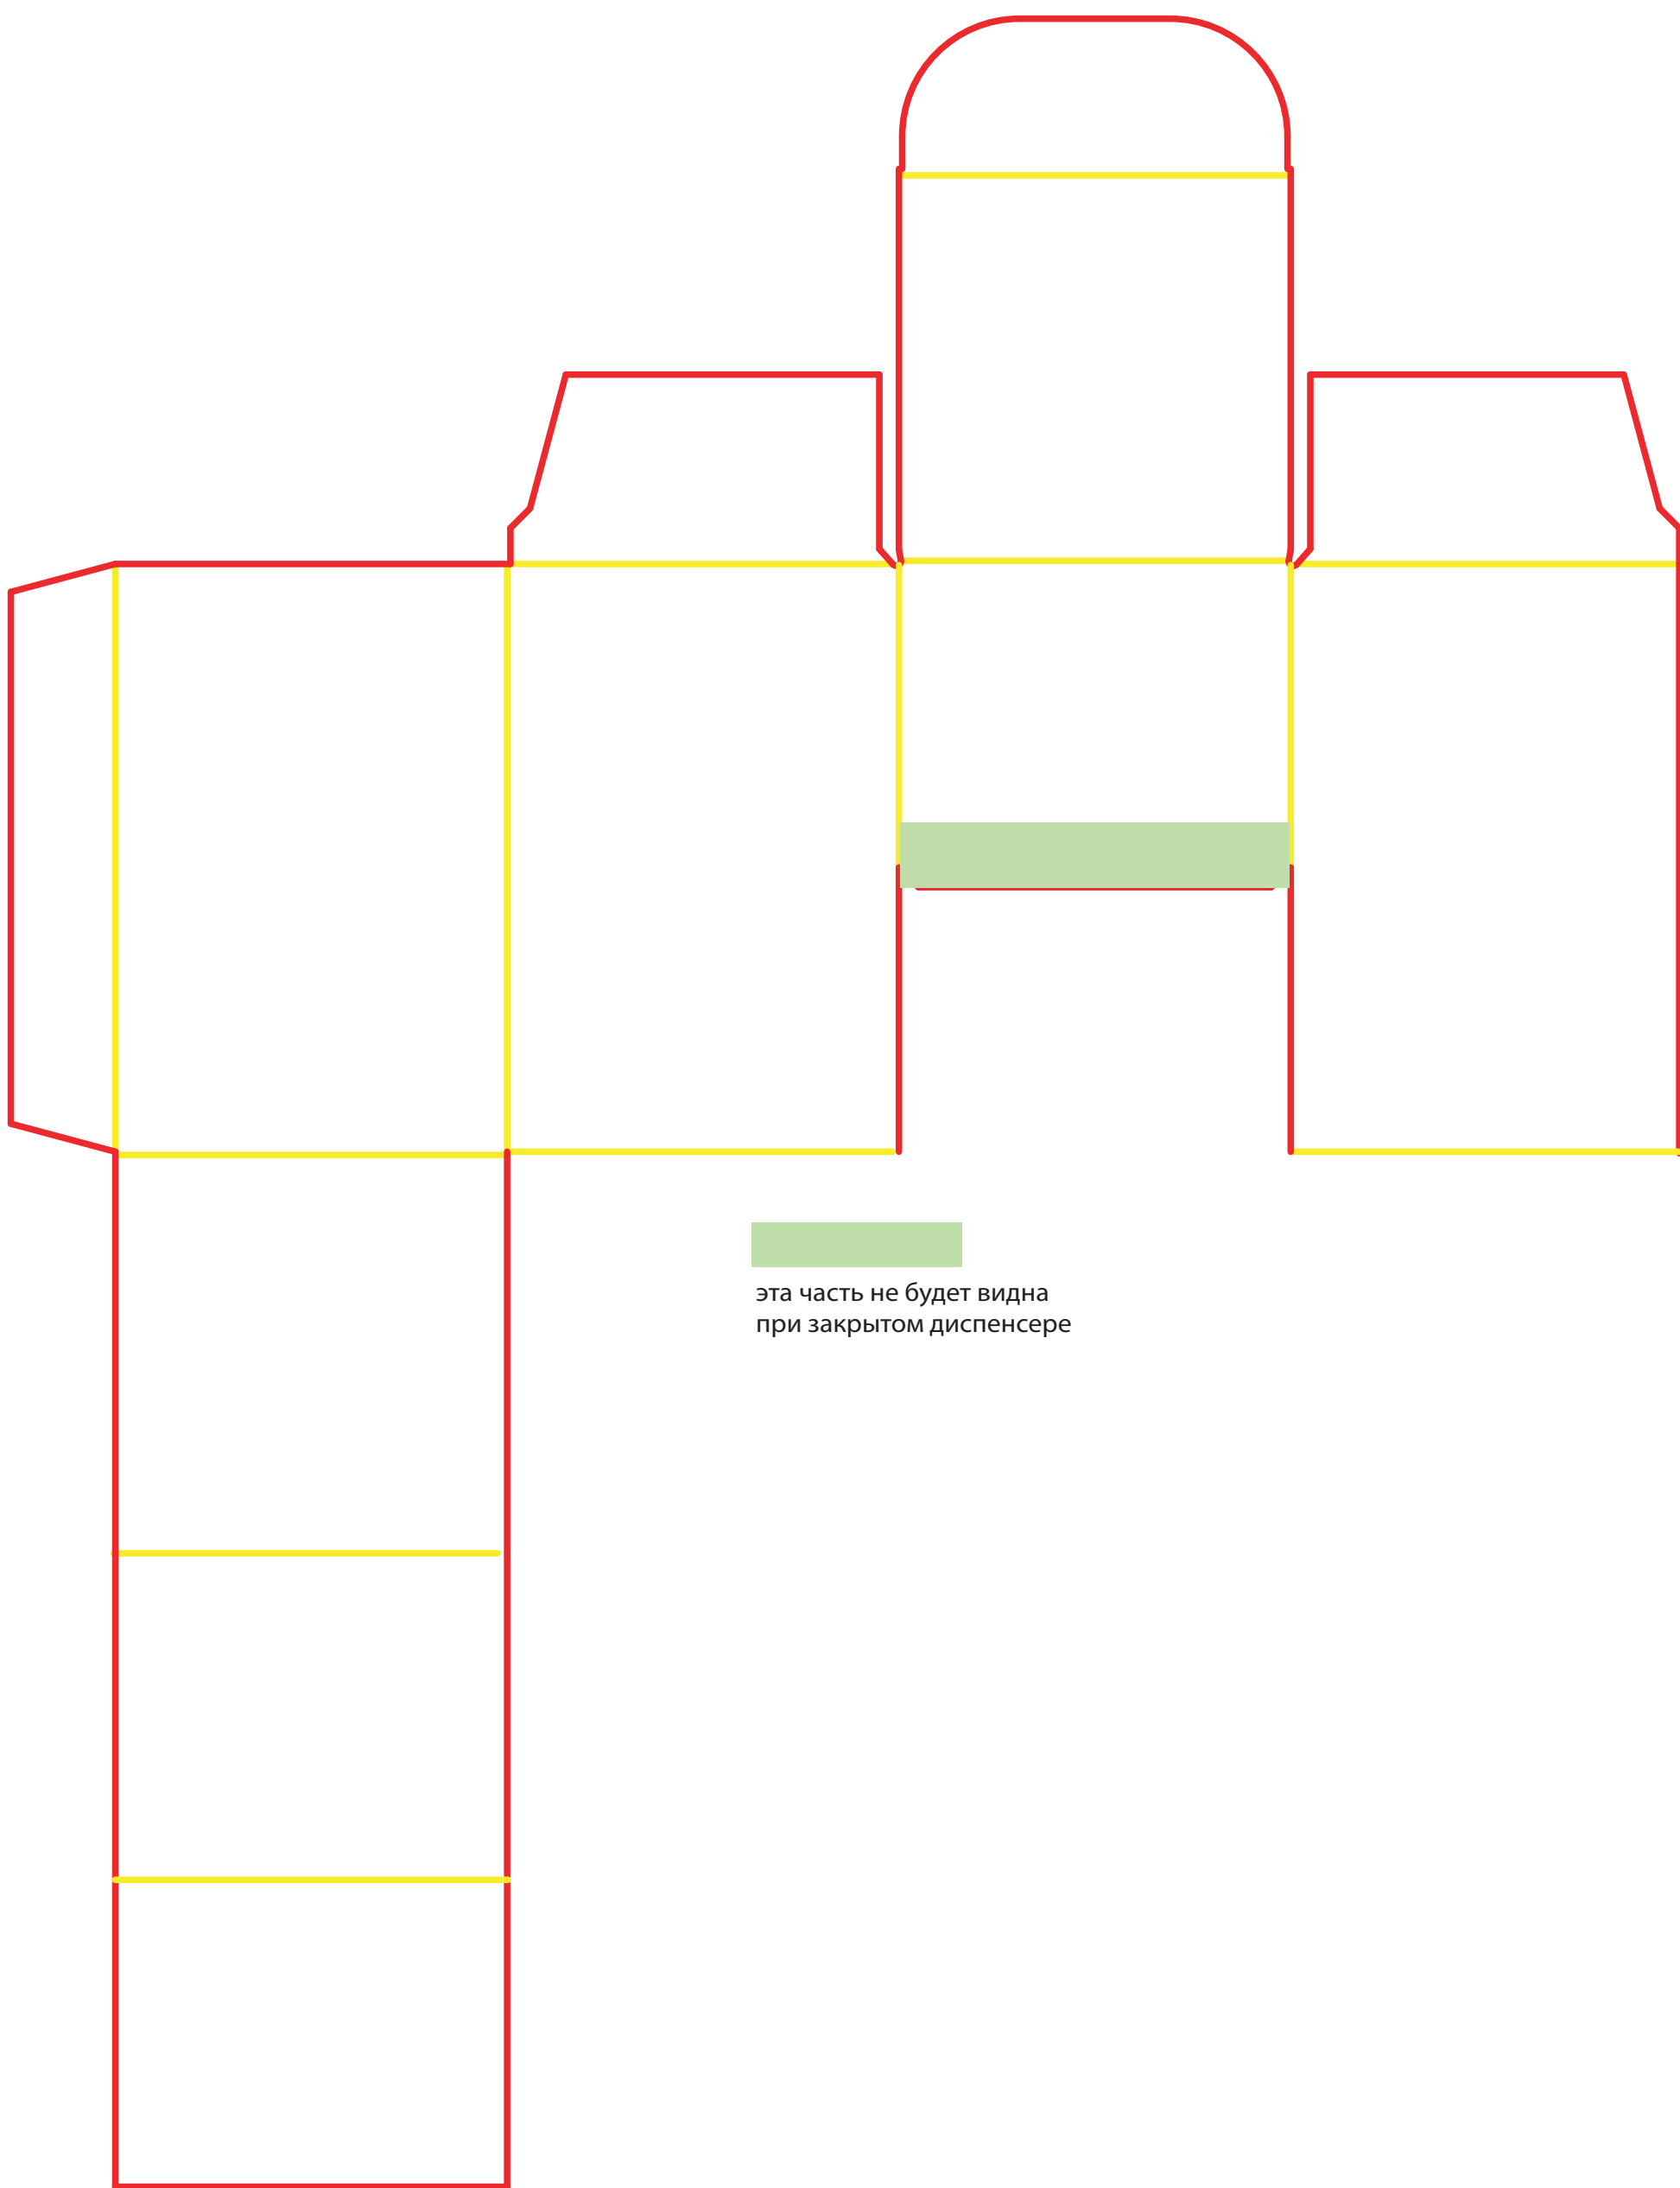 эта часть не будет видна
при закрытом диспенсере